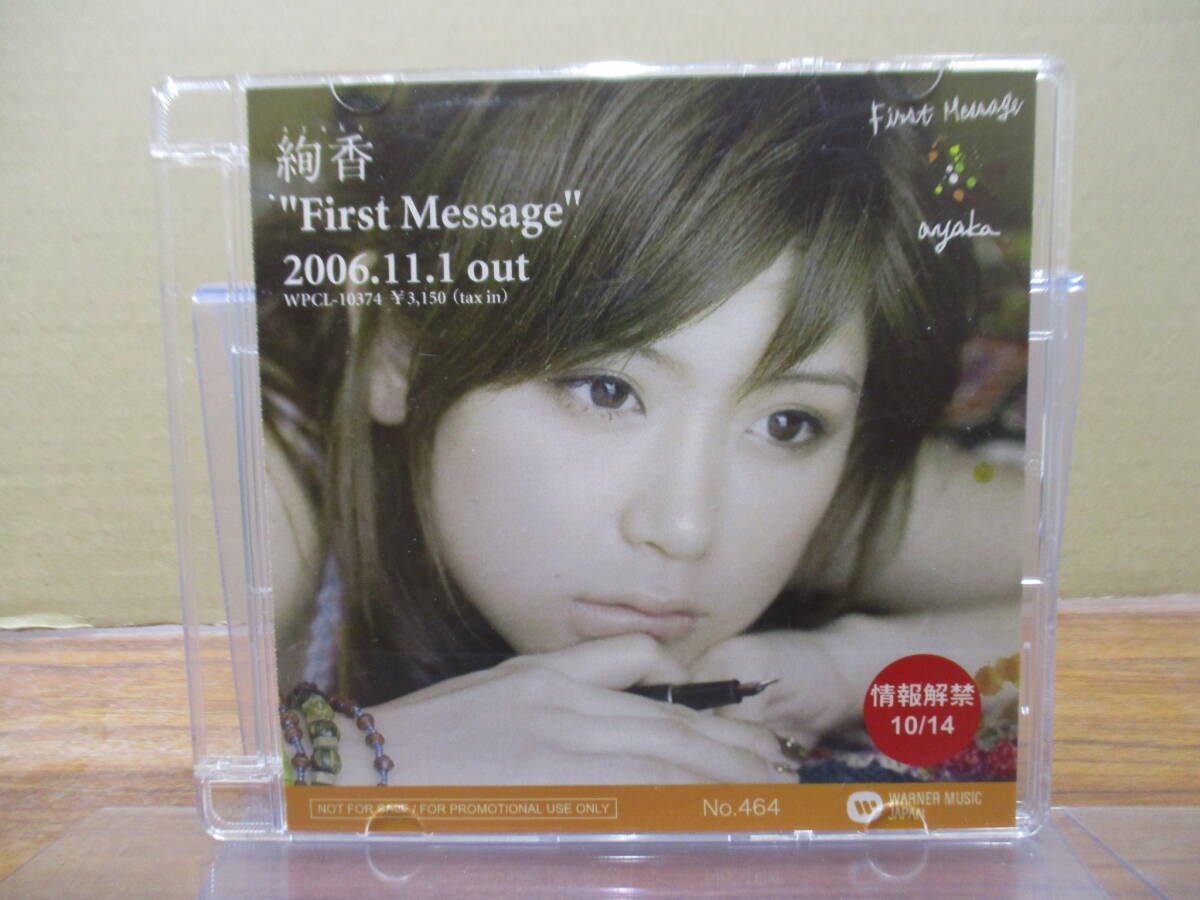 絢香
"First Message"
2006.11.1 out
WPCL-10374 ¥3,150 (tax in)
First Message
ayaka
情報解禁
10/14
NOT FOR SALE / FOR PROMOTIONAL USE ONLY
No.464
WARNER MUSIC
JAPAN